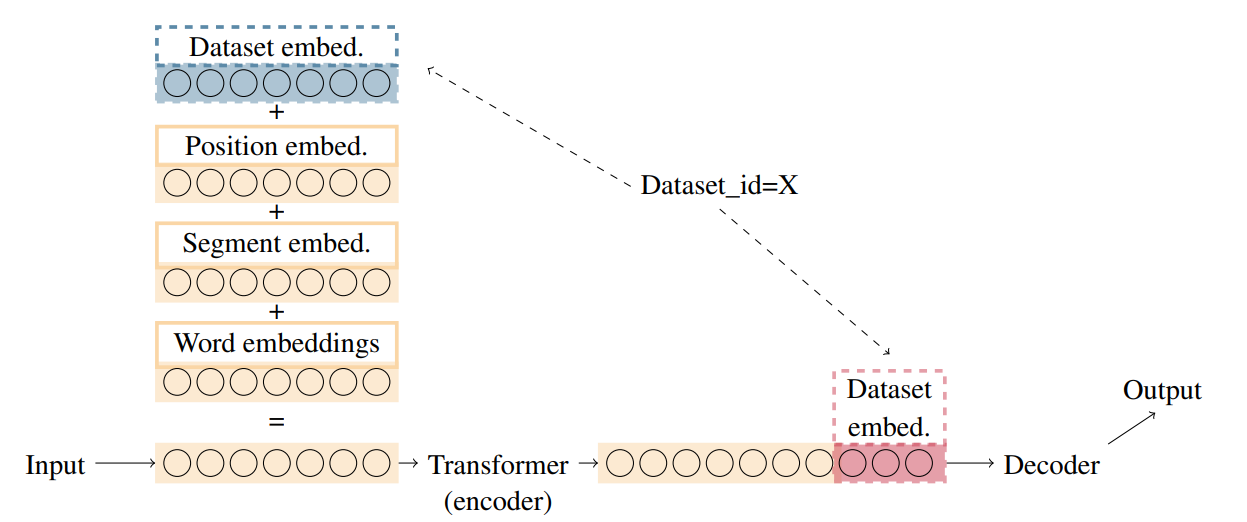 Dataset embed.
+
Position embed.
+
Segment embed.
+
Word embeddings
=
Dataset_id=X
Dataset
embed.
Output
Input
Transformer
(encoder)
Decoder